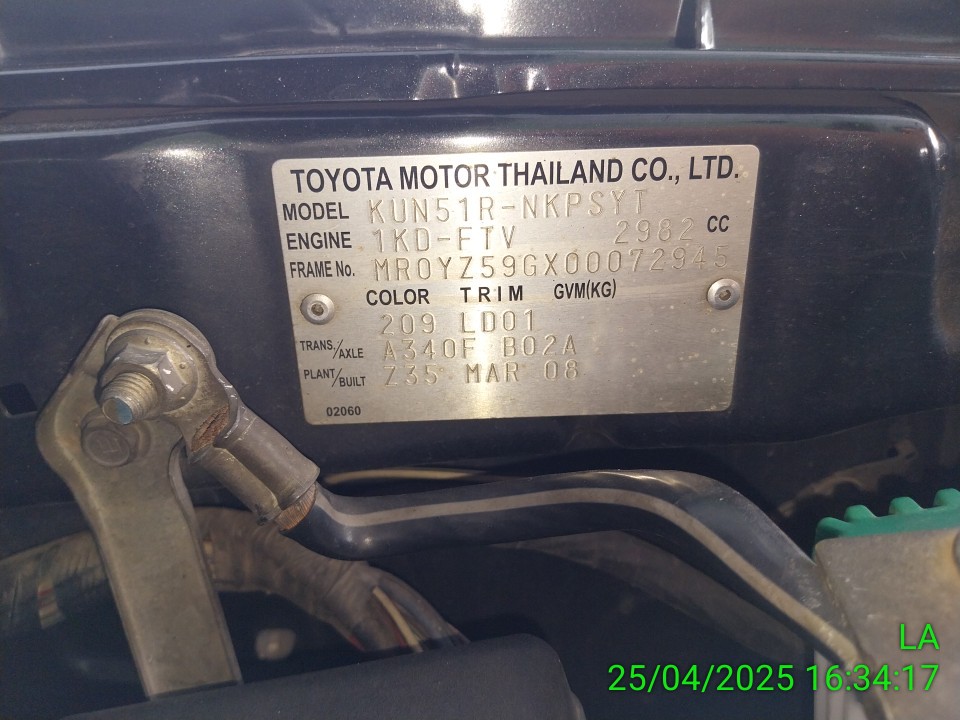 TOYOTA MOTOR THAILAND CO., LTD.
MODEL KUN51R-NKPSYT
ENGINE 1KD-FTV 2982 CC
FRAME No. MR0YZ59GX00072945
COLOR TRIM GVM(KG)
209 LD01
TRANS./AXLE A340F B02A
PLANT/BUILT Z35 MAR 08
02060
LA
25/04/2025 16:34:17